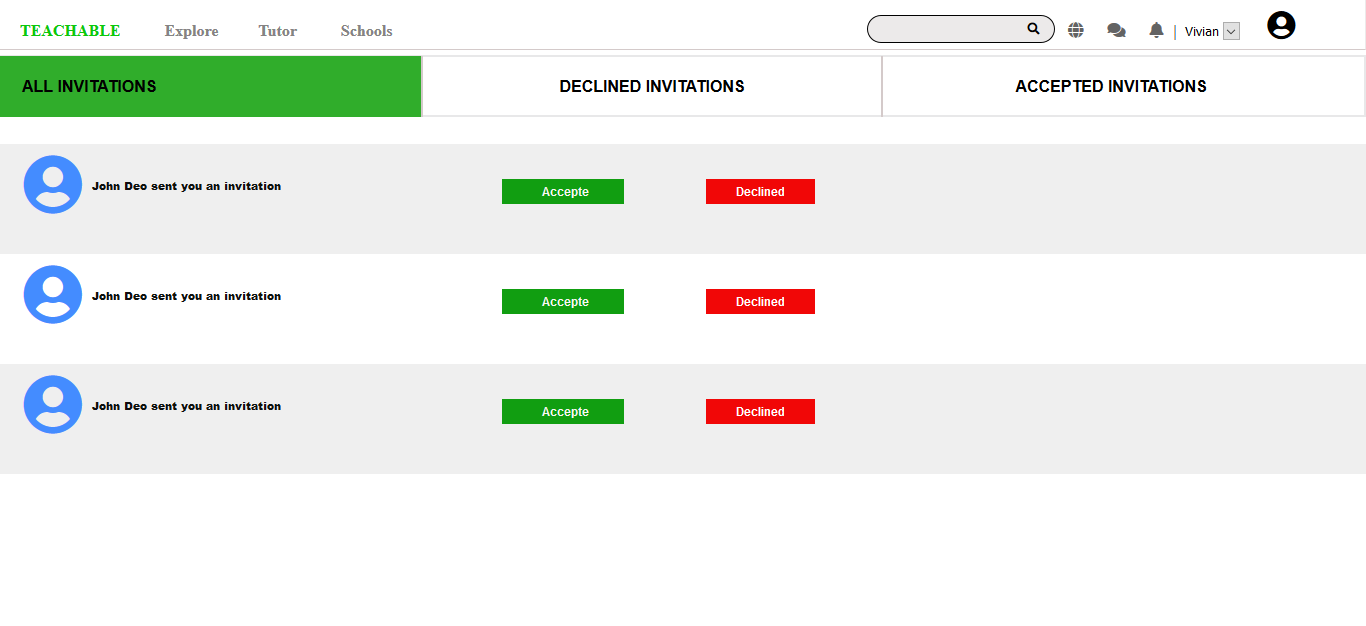 TEACHABLE Explore Tutor Schools | Vivian
ALL INVITATIONS DECLINED INVITATIONS ACCEPTED INVITATIONS
John Deo sent you an invitation Accepte Declined
John Deo sent you an invitation Accepte Declined
John Deo sent you an invitation Accepte Declined